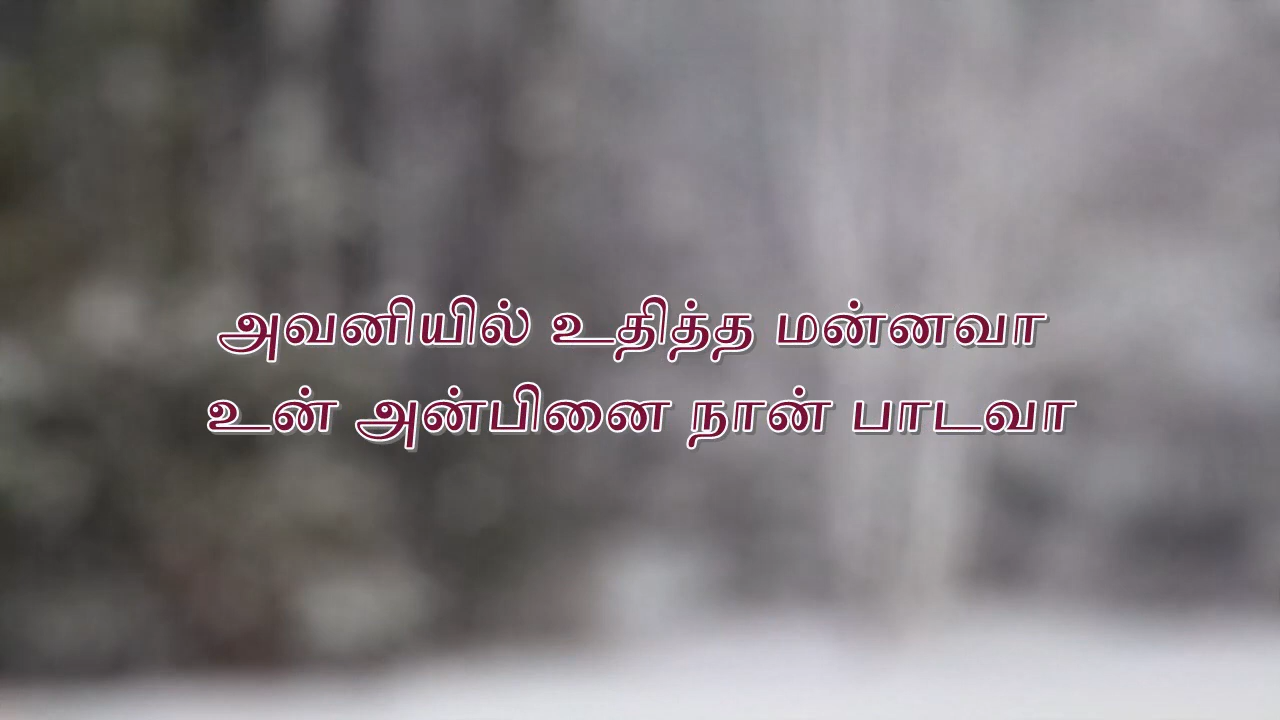 அவனியில் உதித்த மன்னவா
உன் அன்பினை நான் பாடவா